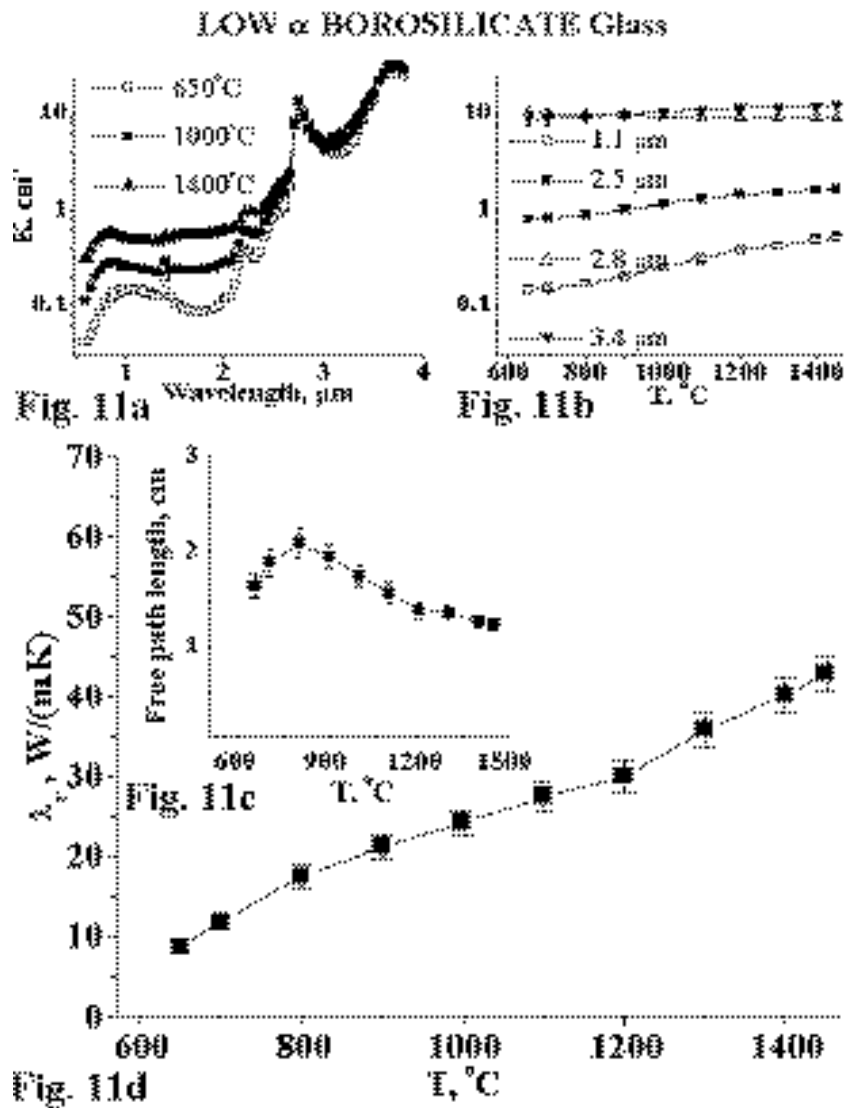 LOW α BOROSILICATE Glass
650°C
1000°C
1400°C
10
1
0.1
K, cm
1
2
3
4
Wavelength, μm
Fig. 11a
10
1
0.1
1.1 μm
2.5 μm
2.8 μm
3.4 μm
600
800
1000
1200
1400
T, °C
Fig. 11b
3
2
1
Free path length, cm
600
900
1200
1500
T, °C
Fig. 11c
70
60
50
40
30
20
10
0
W/(mK)
600
800
1000
1200
1400
T, °C
Fig. 11d